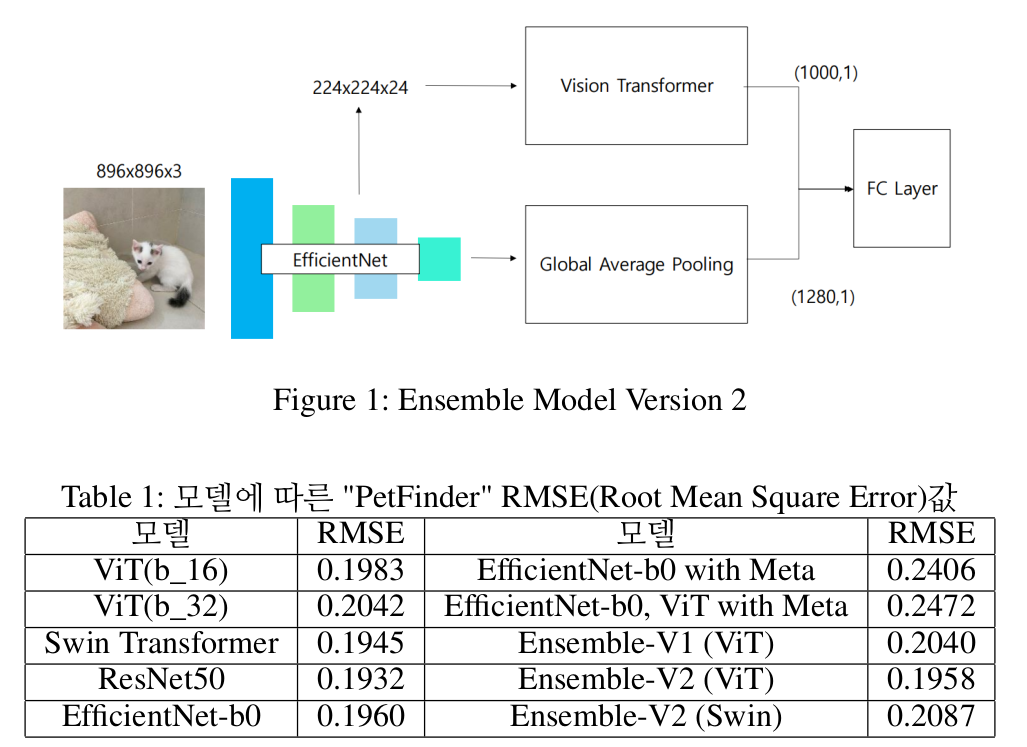 896x896x3
224x224x24
EfficientNet
Vision Transformer
Global Average Pooling
(1000,1)
(1280,1)
FC Layer
Figure 1: Ensemble Model Version 2
Table 1: 모델에 따른 "PetFinder" RMSE(Root Mean Square Error)값
모델 RMSE 모델 RMSE
ViT(b_16) 0.1983 EfficientNet-b0 with Meta 0.2406
ViT(b_32) 0.2042 EfficientNet-b0, ViT with Meta 0.2472
Swin Transformer 0.1945 Ensemble-V1 (ViT) 0.2040
ResNet50 0.1932 Ensemble-V2 (ViT) 0.1958
EfficientNet-b0 0.1960 Ensemble-V2 (Swin) 0.2087